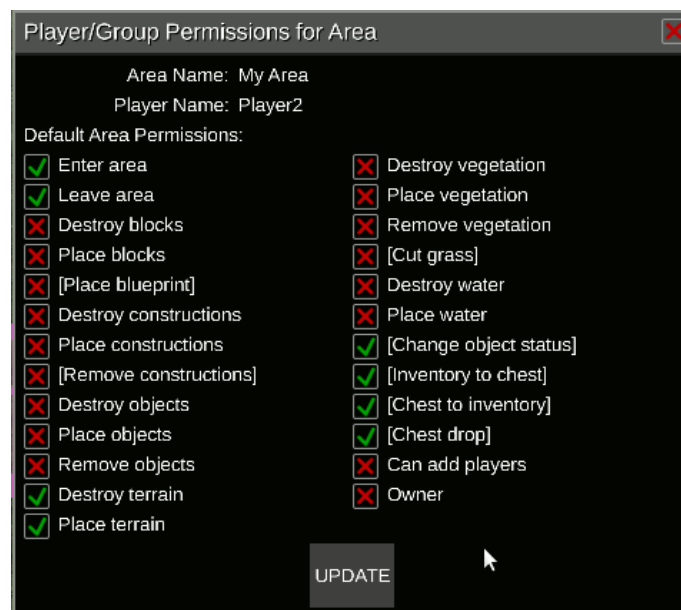 Player/Group Permissions for Area
Area Name: My Area
Player Name: Player2
Default Area Permissions:
Enter area
Leave area
Destroy blocks
Place blocks
[Place blueprint]
Destroy constructions
Place constructions
[Remove constructions]
Destroy objects
Place objects
Remove objects
Destroy terrain
Place terrain
Destroy vegetation
Place vegetation
Remove vegetation
[Cut grass]
Destroy water
Place water
[Change object status]
[Inventory to chest]
[Chest to inventory]
[Chest drop]
Can add players
Owner
UPDATE